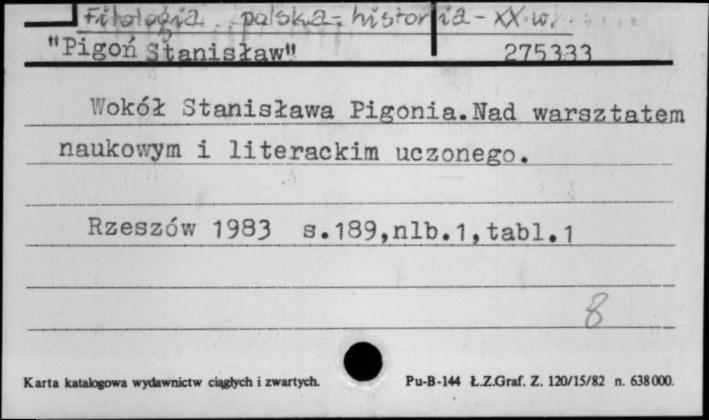 Filologia polska - historia - XX w.
"Pigoń Stanisław" 275333
Wokół Stanisława Pigonia.Nad warsztatem
naukowym i literackim uczonego.
Rzeszów 1983 s.189,nlb.1,tabl.1
8
Karta katalogowa wydawnictw ciągłych i zwartych. Pu-B-144 Ł.Z.Graf. Z. 120/15/82 n. 638000.